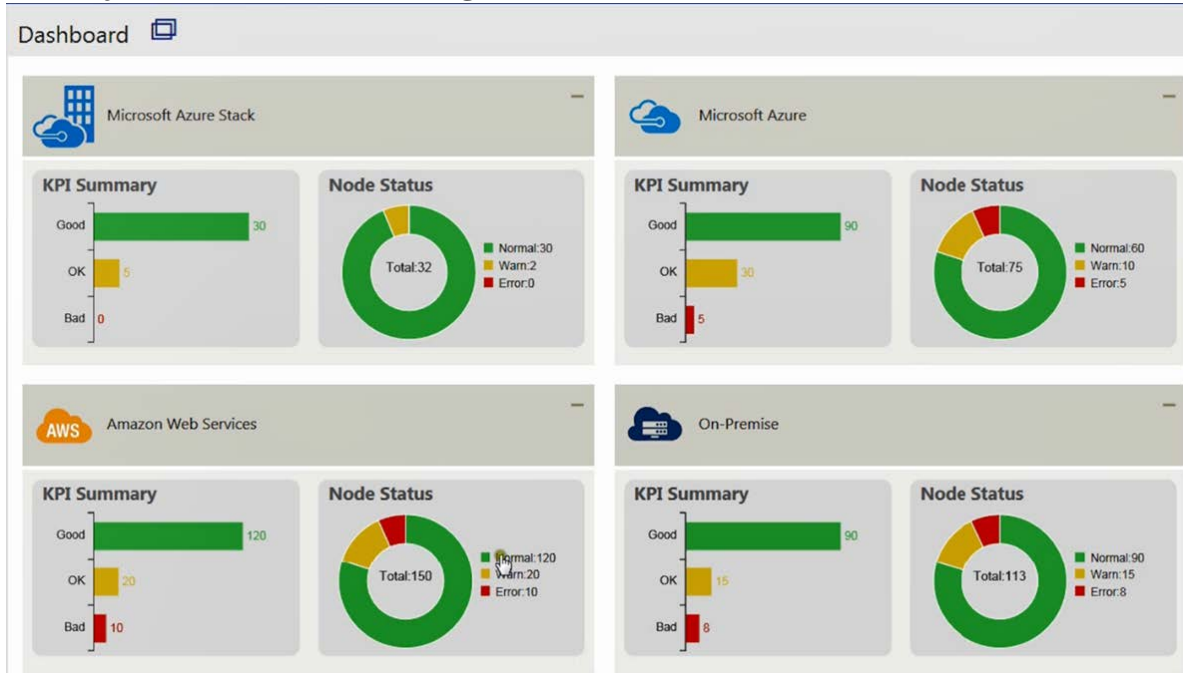 Dashboard
Microsoft Azure Stack
KPI Summary
Good 30
OK 5
Bad 0
Node Status
Total:32
Normal:30
Warn:2
Error:0
Microsoft Azure
KPI Summary
Good 90
OK 30
Bad 5
Node Status
Total:75
Normal:60
Warn:10
Error:5
AWS
Amazon Web Services
KPI Summary
Good 120
OK 20
Bad 10
Node Status
Total:150
Normal:120
Warn:20
Error:10
On-Premise
KPI Summary
Good 90
OK 15
Bad 8
Node Status
Total:113
Normal:90
Warn:15
Error:8